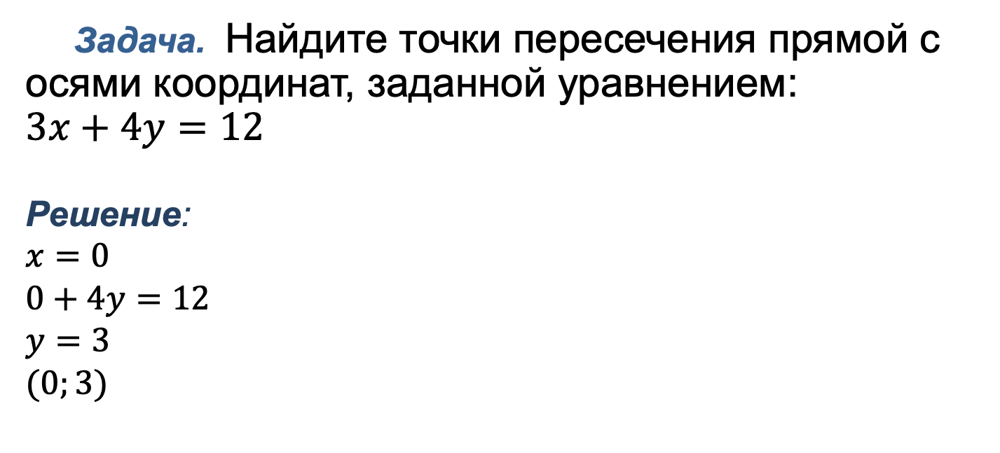 Задача. Найдите точки пересечения прямой с
осями координат, заданной уравнением:
3x + 4y = 12
Решение:
x = 0
0 + 4y = 12
y = 3
(0; 3)